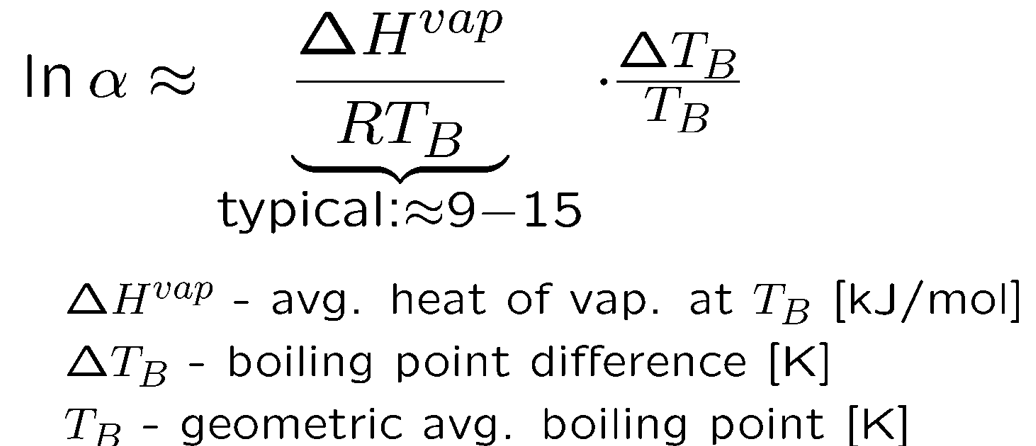 ln α ≈ ΔH^{vap} / RT_B · ΔT_B / T_B
typical:≈9−15
ΔH^{vap} - avg. heat of vap. at T_B [kJ/mol]
ΔT_B - boiling point difference [K]
T_B - geometric avg. boiling point [K]